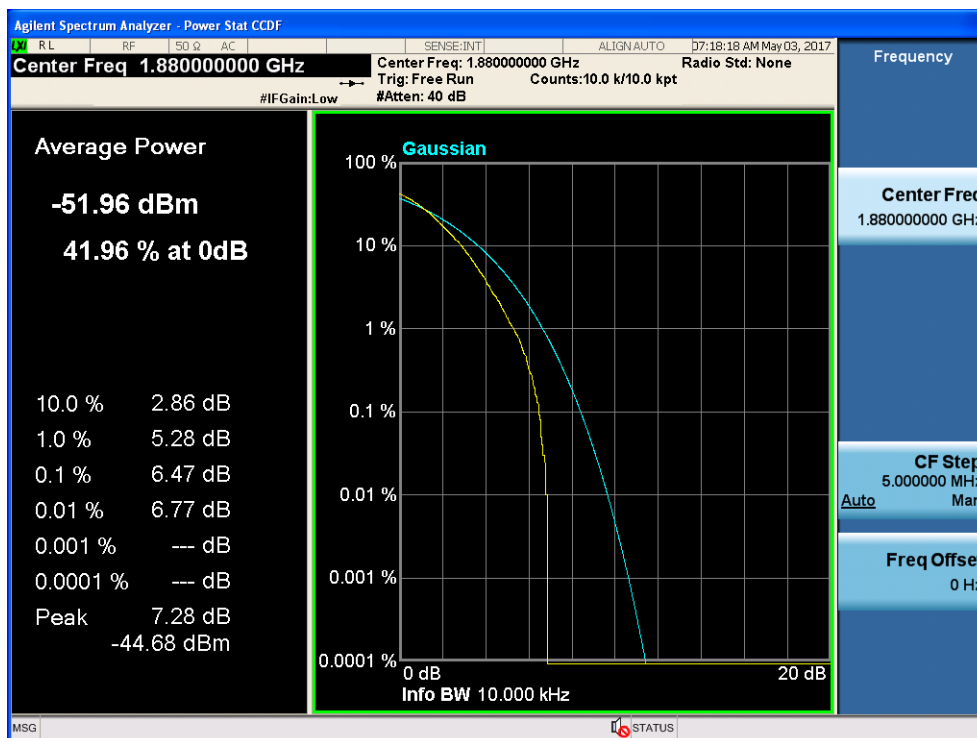 Agilent Spectrum Analyzer - Power Stat CCDF
LXI RL RF 50 Ω AC SENSE:INT ALIGN AUTO 07:18:18 AM May 03, 2017
Center Freq 1.880000000 GHz
Center Freq: 1.880000000 GHz Radio Std: None
Trig: Free Run Counts:10.0 k/10.0 kpt
#IFGain:Low #Atten: 40 dB
Frequency
Average Power
-51.96 dBm
41.96 % at 0dB
10.0 % 2.86 dB
1.0 % 5.28 dB
0.1 % 6.47 dB
0.01 % 6.77 dB
0.001 % --- dB
0.0001 % --- dB
Peak 7.28 dB
-44.68 dBm
Gaussian
100 %
10 %
1 %
0.1 %
0.01 %
0.001 %
0.0001 %
0 dB 20 dB
Info BW 10.000 kHz
Center Freq
1.880000000 GHz
CF Step
5.000000 MHz
Auto Man
Freq Offset
0 Hz
MSG STATUS